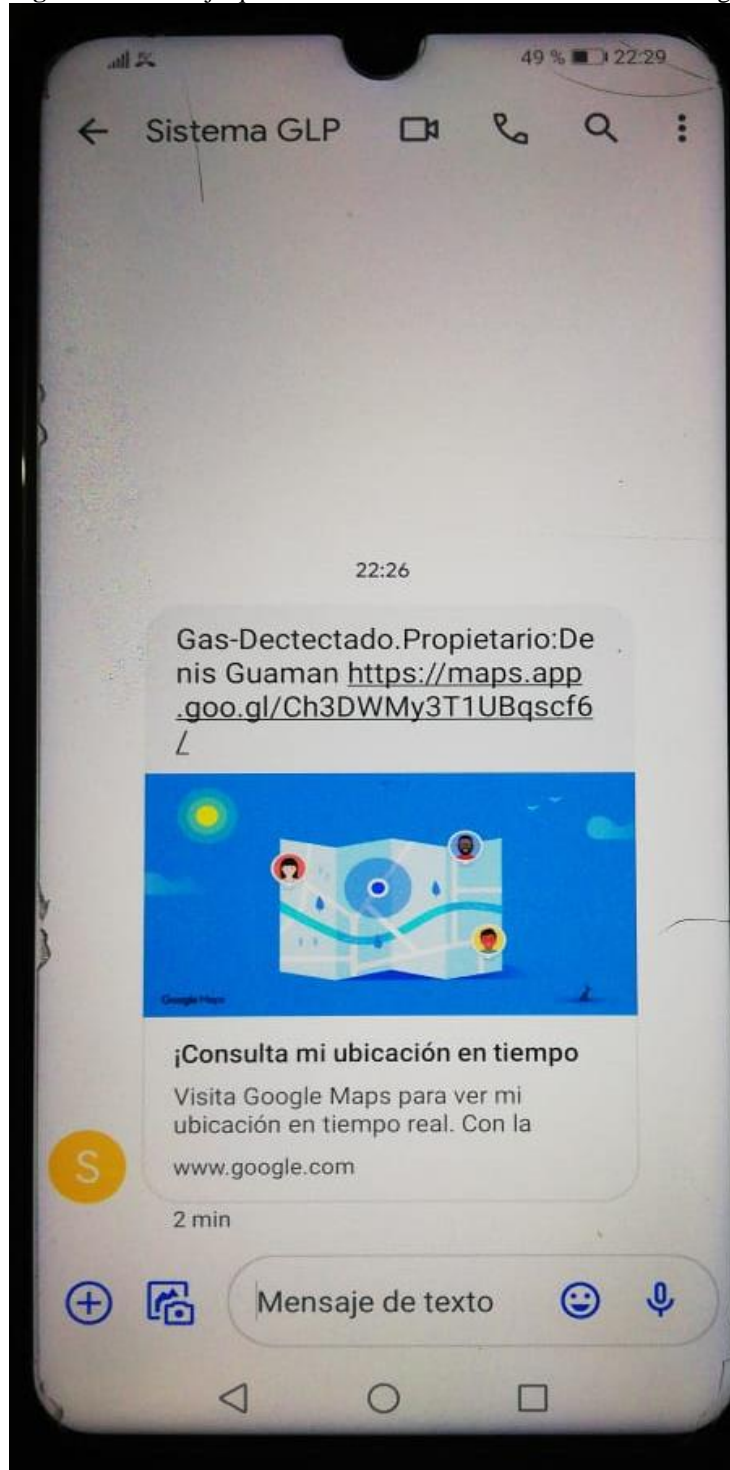 49 % 22:29
Sistema GLP
22:26
Gas-Dectectado.Propietario:De
nis Guaman https://maps.app
.goo.gl/Ch3DWMy3T1UBqscf6
/
Google Maps
¡Consulta mi ubicación en tiempo
Visita Google Maps para ver mi
ubicación en tiempo real. Con la
www.google.com
S
2 min
Mensaje de texto